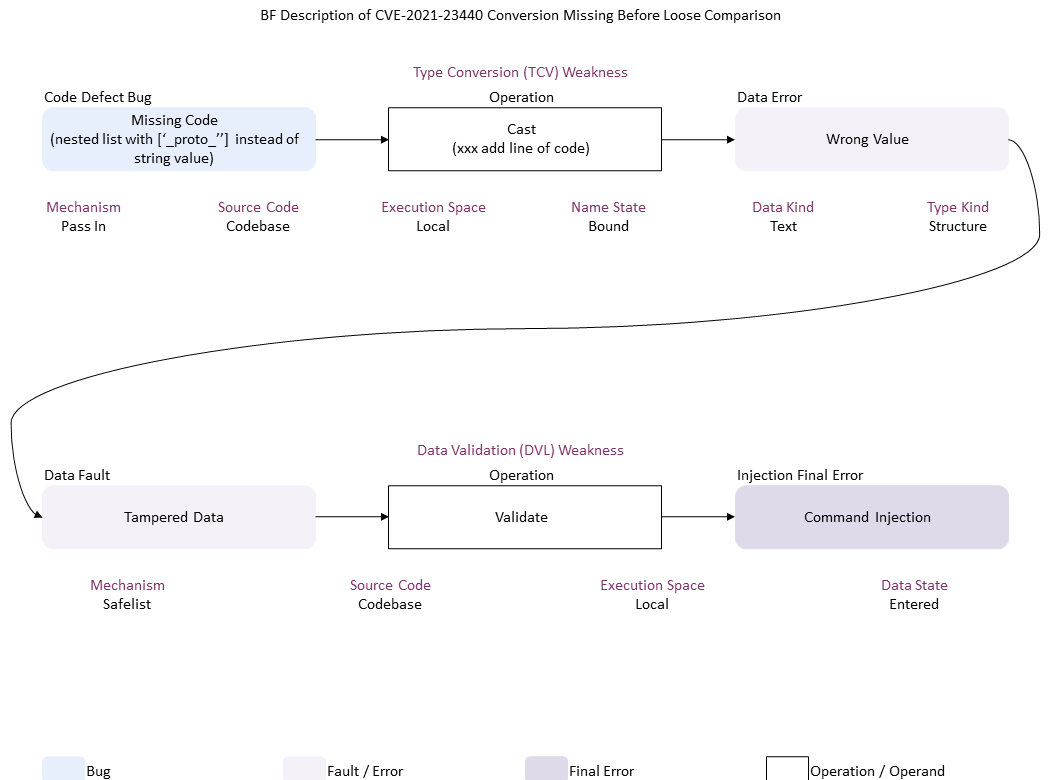 BF Description of CVE-2021-23440 Conversion Missing Before Loose Comparison
Type Conversion (TCV) Weakness
Code Defect Bug
Operation
Data Error
Missing Code
(nested list with [‘_proto_’’] instead of
string value)
Cast
(xxx add line of code)
Wrong Value
Mechanism
Pass In
Source Code
Codebase
Execution Space
Local
Name State
Bound
Data Kind
Text
Type Kind
Structure
Data Validation (DVL) Weakness
Data Fault
Operation
Injection Final Error
Tampered Data
Validate
Command Injection
Mechanism
Safelist
Source Code
Codebase
Execution Space
Local
Data State
Entered
Bug
Fault / Error
Final Error
Operation / Operand